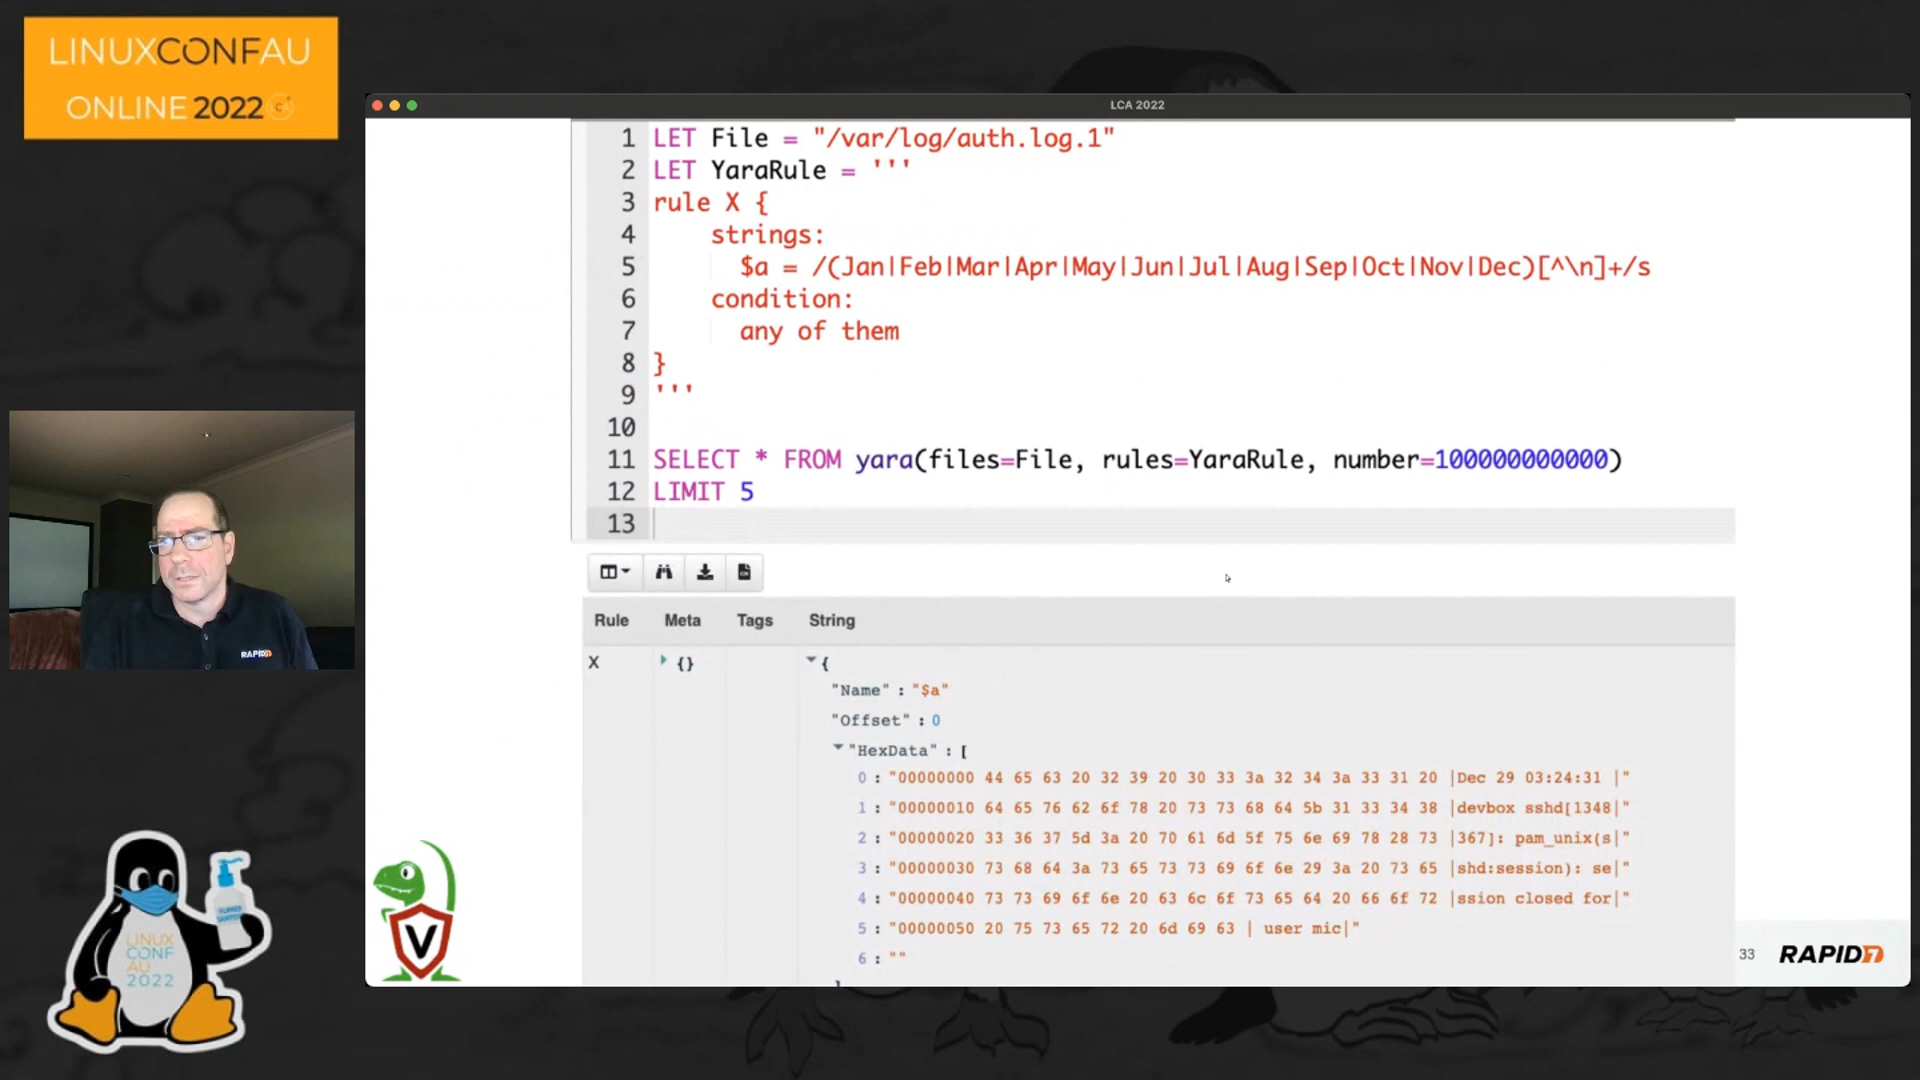 LINUXCONFAU
ONLINE 2022
LCA 2022
1 LET File = "/var/log/auth.log.1"
2 LET YaraRule = '''
3 rule X {
4 strings:
5 $a = /(Jan|Feb|Mar|Apr|May|Jun|Jul|Aug|Sep|Oct|Nov|Dec)[^\n]+/s
6 condition:
7 any of them
8 }
9 '''
10
11 SELECT * FROM yara(files=File, rules=YaraRule, number=100000000000)
12 LIMIT 5
13
Rule Meta Tags String
X {} {
"Name" : "$a"
"Offset" : 0
"HexData" : [
0 : "00000000 44 65 63 20 32 39 20 30 33 3a 32 34 3a 33 31 20 |Dec 29 03:24:31 |"
1 : "00000010 64 65 76 62 6f 78 20 73 73 68 64 5b 31 33 34 38 |devbox sshd[1348|"
2 : "00000020 33 36 37 5d 3a 20 70 61 6d 5f 75 6e 69 78 28 73 |367]: pam_unix(s|"
3 : "00000030 73 68 64 3a 73 65 73 73 69 6f 6e 29 3a 20 73 65 |shd:session): se|"
4 : "00000040 73 73 69 6f 6e 20 63 6c 6f 73 65 64 20 66 6f 72 |ssion closed for|"
5 : "00000050 20 75 73 65 72 20 6d 69 63 | user mic|"
6 : ""
RAPID7
V
33 RAPID7
LINUX
CONF
AU
2022